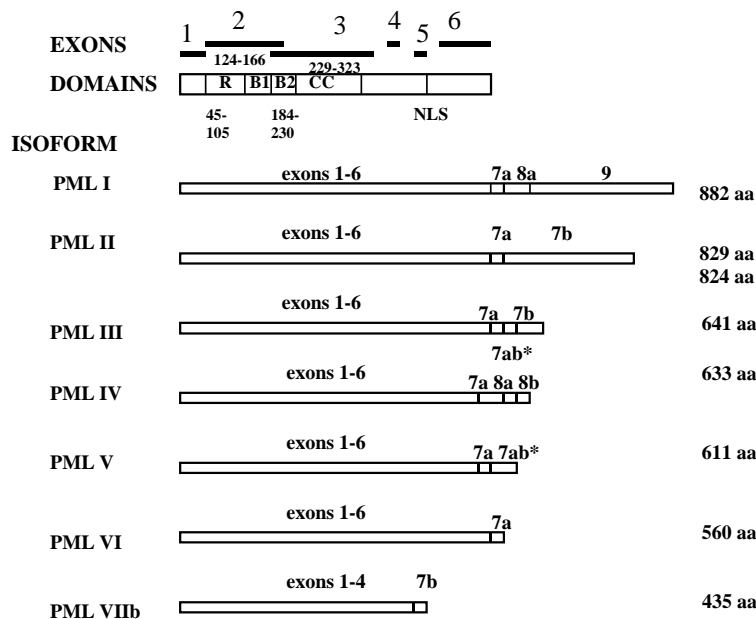 1 2 3 4 5 6
EXONS
124-166 229-323
DOMAINS R B1 B2 CC
45-105 184-230 NLS
ISOFORM
PML I exons 1-6 7a 8a 9 882 aa
PML II exons 1-6 7a 7b 829 aa
824 aa
PML III exons 1-6 7a 7b 641 aa
7ab*
PML IV exons 1-6 7a 8a 8b 633 aa
PML V exons 1-6 7a 7ab* 611 aa
PML VI exons 1-6 7a 560 aa
PML VIIb exons 1-4 7b 435 aa